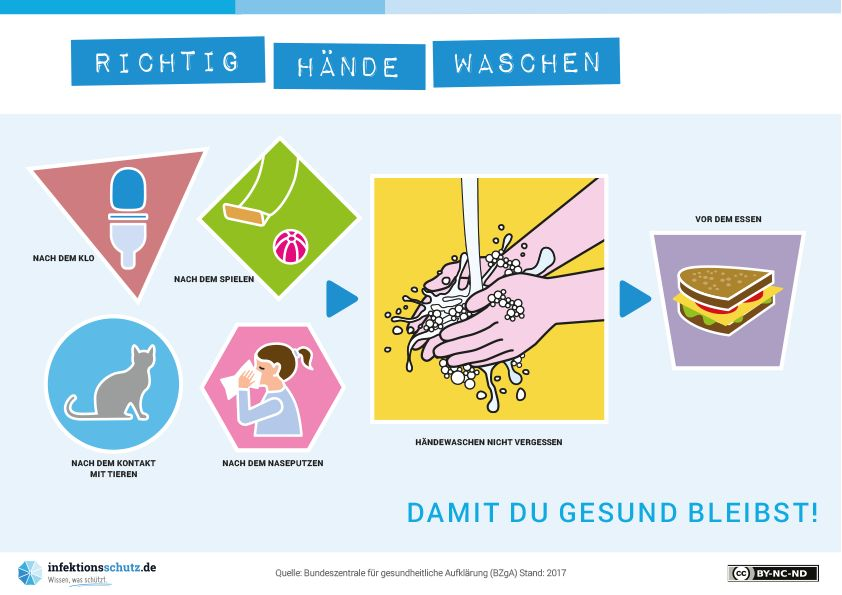 RICHTIG HÄNDE WASCHEN
NACH DEM KLO
NACH DEM SPIELEN
NACH DEM KONTAKT
MIT TIEREN
NACH DEM NASEPUTZEN
HÄNDEWASCHEN NICHT VERGESSEN
VOR DEM ESSEN
DAMIT DU GESUND BLEIBST!
infektionsschutz.de
Wissen, was schützt.
Quelle: Bundeszentrale für gesundheitliche Aufklärung (BZgA) Stand: 2017
cc BY-NC-ND